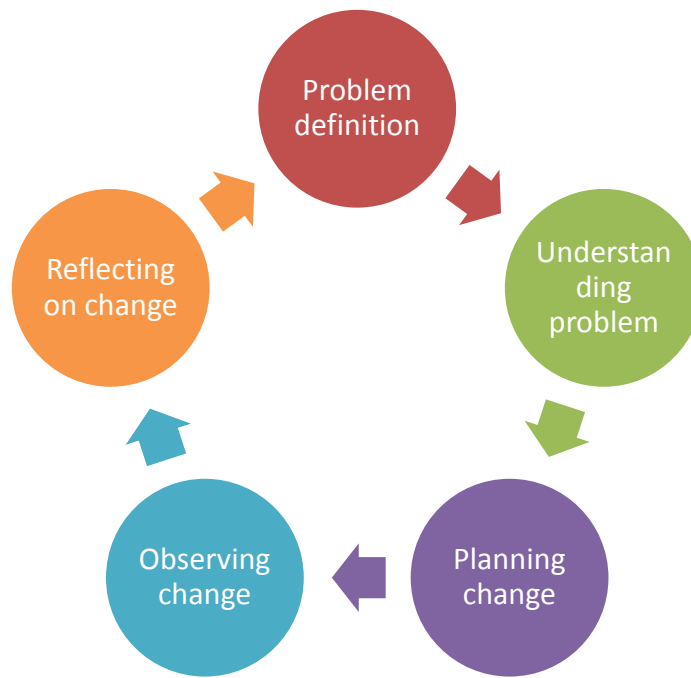 Problem
definition
Understan
ding
problem
Planning
change
Observing
change
Reflecting
on change